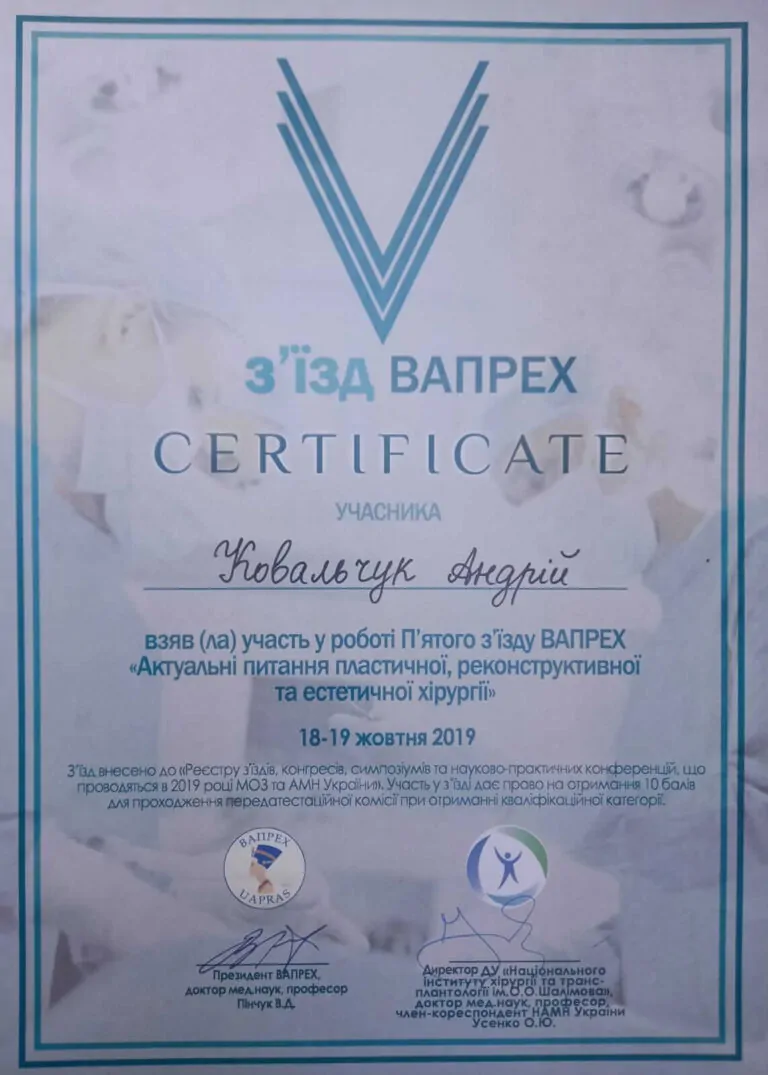 V
З'ЇЗД ВАПРЕХ
CERTIFICATE
УЧАСНИКА
Ковальчук Андрій
взяв (ла) участь у роботі П'ятого з'їзду ВАПРЕХ
«Актуальні питання пластичної, реконструктивної
та естетичної хірургії»
18-19 жовтня 2019
З'їзд внесено до «Реєстру з'їздів, конгресів, симпозіумів та науково-практичних конференцій, що
проводяться в 2019 році МОЗ та АМН України». Участь у з'їзді дає право на отримання 10 балів
для проходження передатестаційної комісії при отриманні кваліфікаційної категорії.
ВАПРЕХ
UAPRAS
Президент ВАПРЕХ,
доктор мед.наук, професор
Пінчук В.Д.
Директор ДУ «Національного
інституту хірургії та транс-
плантології ім.О.О.Шалімова»,
доктор мед.наук, професор,
член-кореспондент НАМН України
Усенко О.Ю.